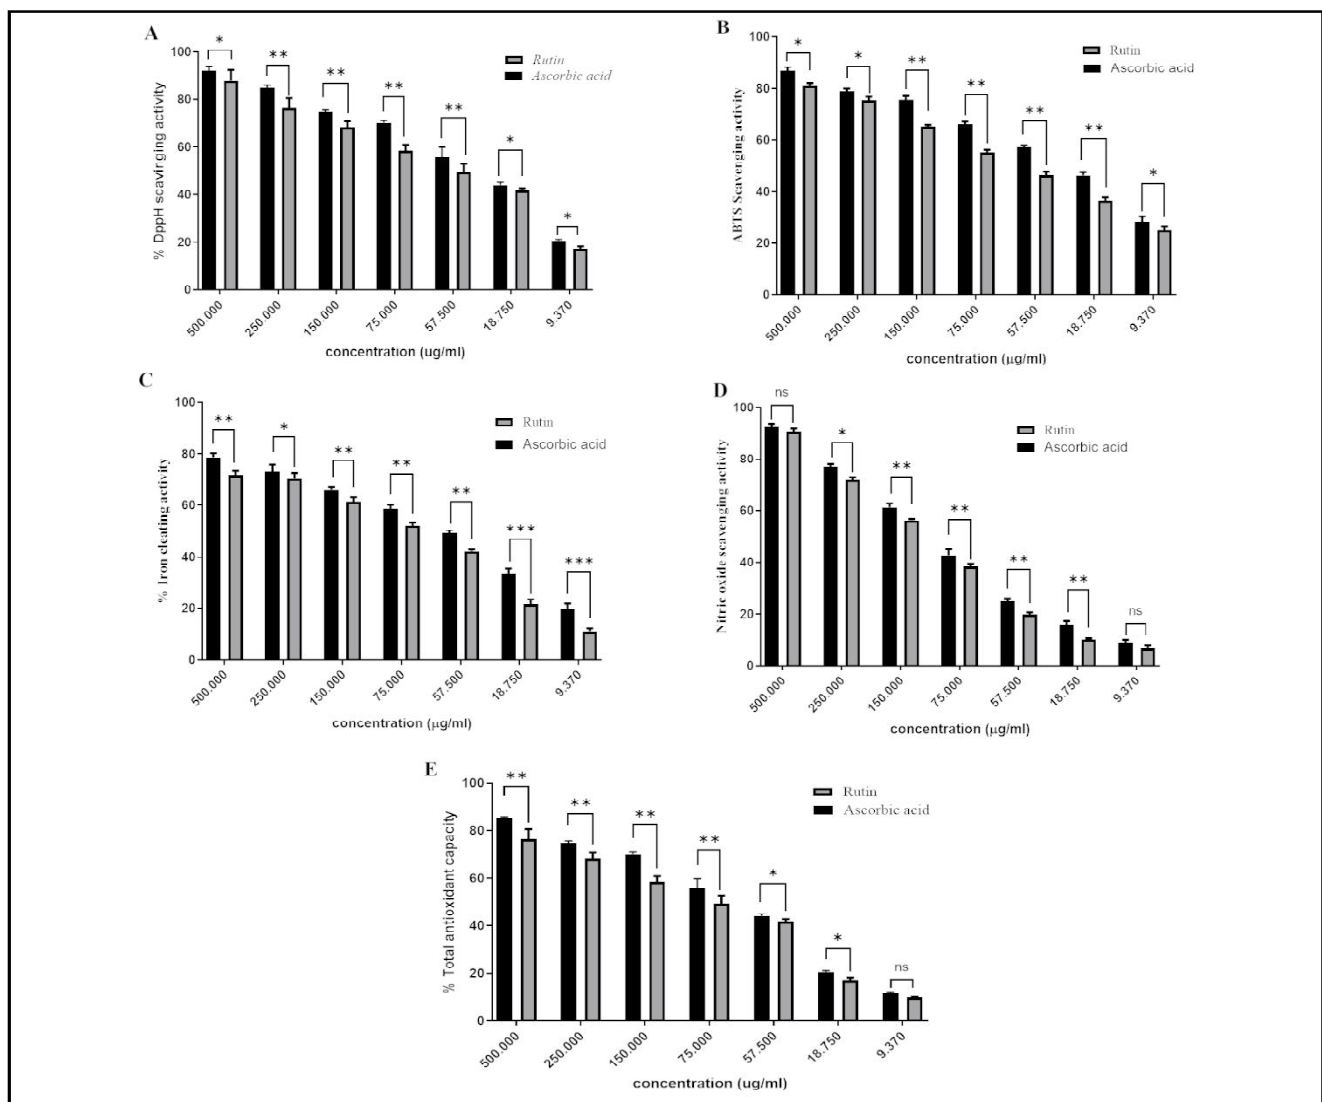 A
% DppH scavirging activity
100
80
60
40
20
0
* ** ** ** ** * *
Rutin
Ascorbic acid
500.000 250.000 150.000 75.000 57.500 18.750 9.370
concentration (ug/ml)
B
ABTS Scavenging activity
100
80
60
40
20
0
* * ** ** ** ** *
Rutin
Ascorbic acid
500.000 250.000 150.000 75.000 57.500 18.750 9.370
concentration (µg/ml)
C
% Iron cleating activity
100
80
60
40
20
0
** * ** ** ** *** ***
Rutin
Ascorbic acid
500.000 250.000 150.000 75.000 57.500 18.750 9.370
concentration (µg/ml)
D
Nitric oxide scavenging activity
100
80
60
40
20
0
ns * ** ** ** ** ns
Rutin
Ascorbic acid
500.000 250.000 150.000 75.000 57.500 18.750 9.370
concentration (µg/ml)
E
% Total antioxidant capacity
100
80
60
40
20
0
** ** ** ** * * ns
Rutin
Ascorbic acid
500.000 250.000 150.000 75.000 57.500 18.750 9.370
concentration (ug/ml)